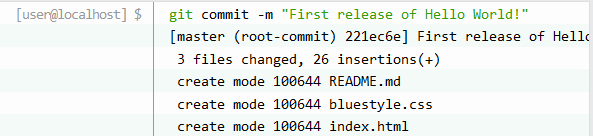 [user@localhost] $ git commit -m "First release of Hello World!"
[master (root-commit) 221ec6e] First release of Hello
3 files changed, 26 insertions(+)
create mode 100644 README.md
create mode 100644 bluestyle.css
create mode 100644 index.html